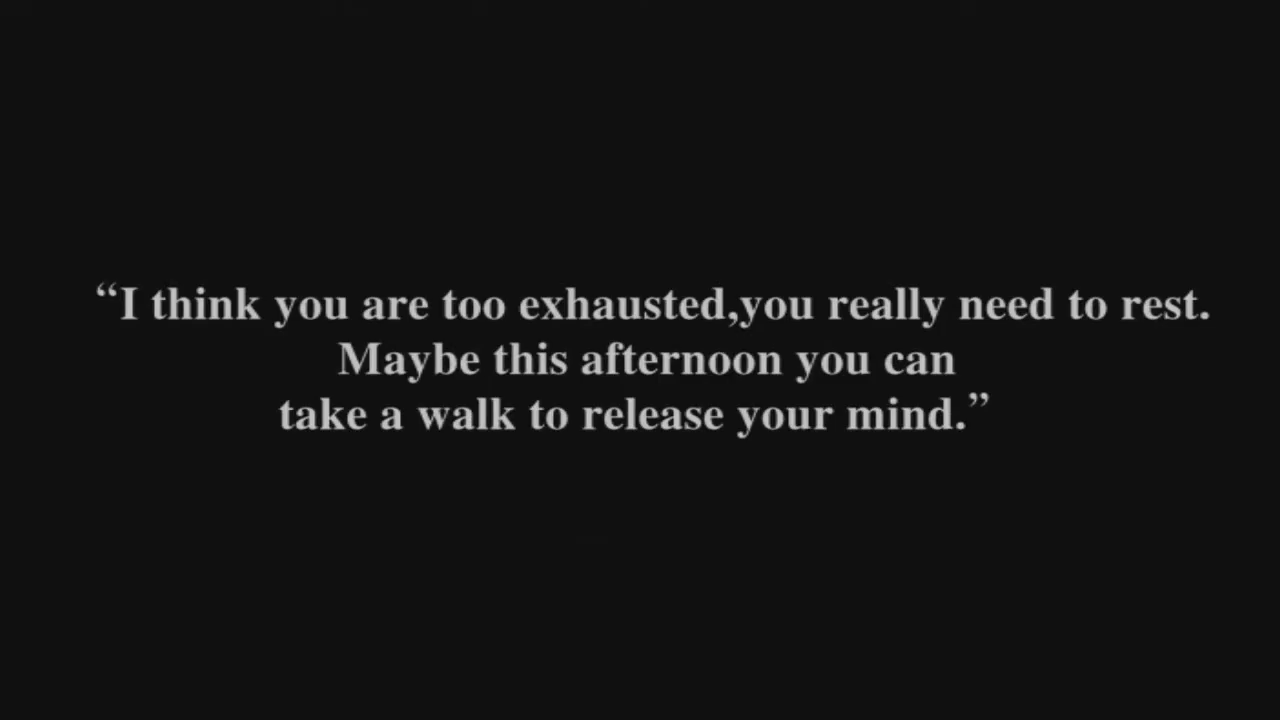 “I think you are too exhausted,you really need to rest.
Maybe this afternoon you can
take a walk to release your mind.”